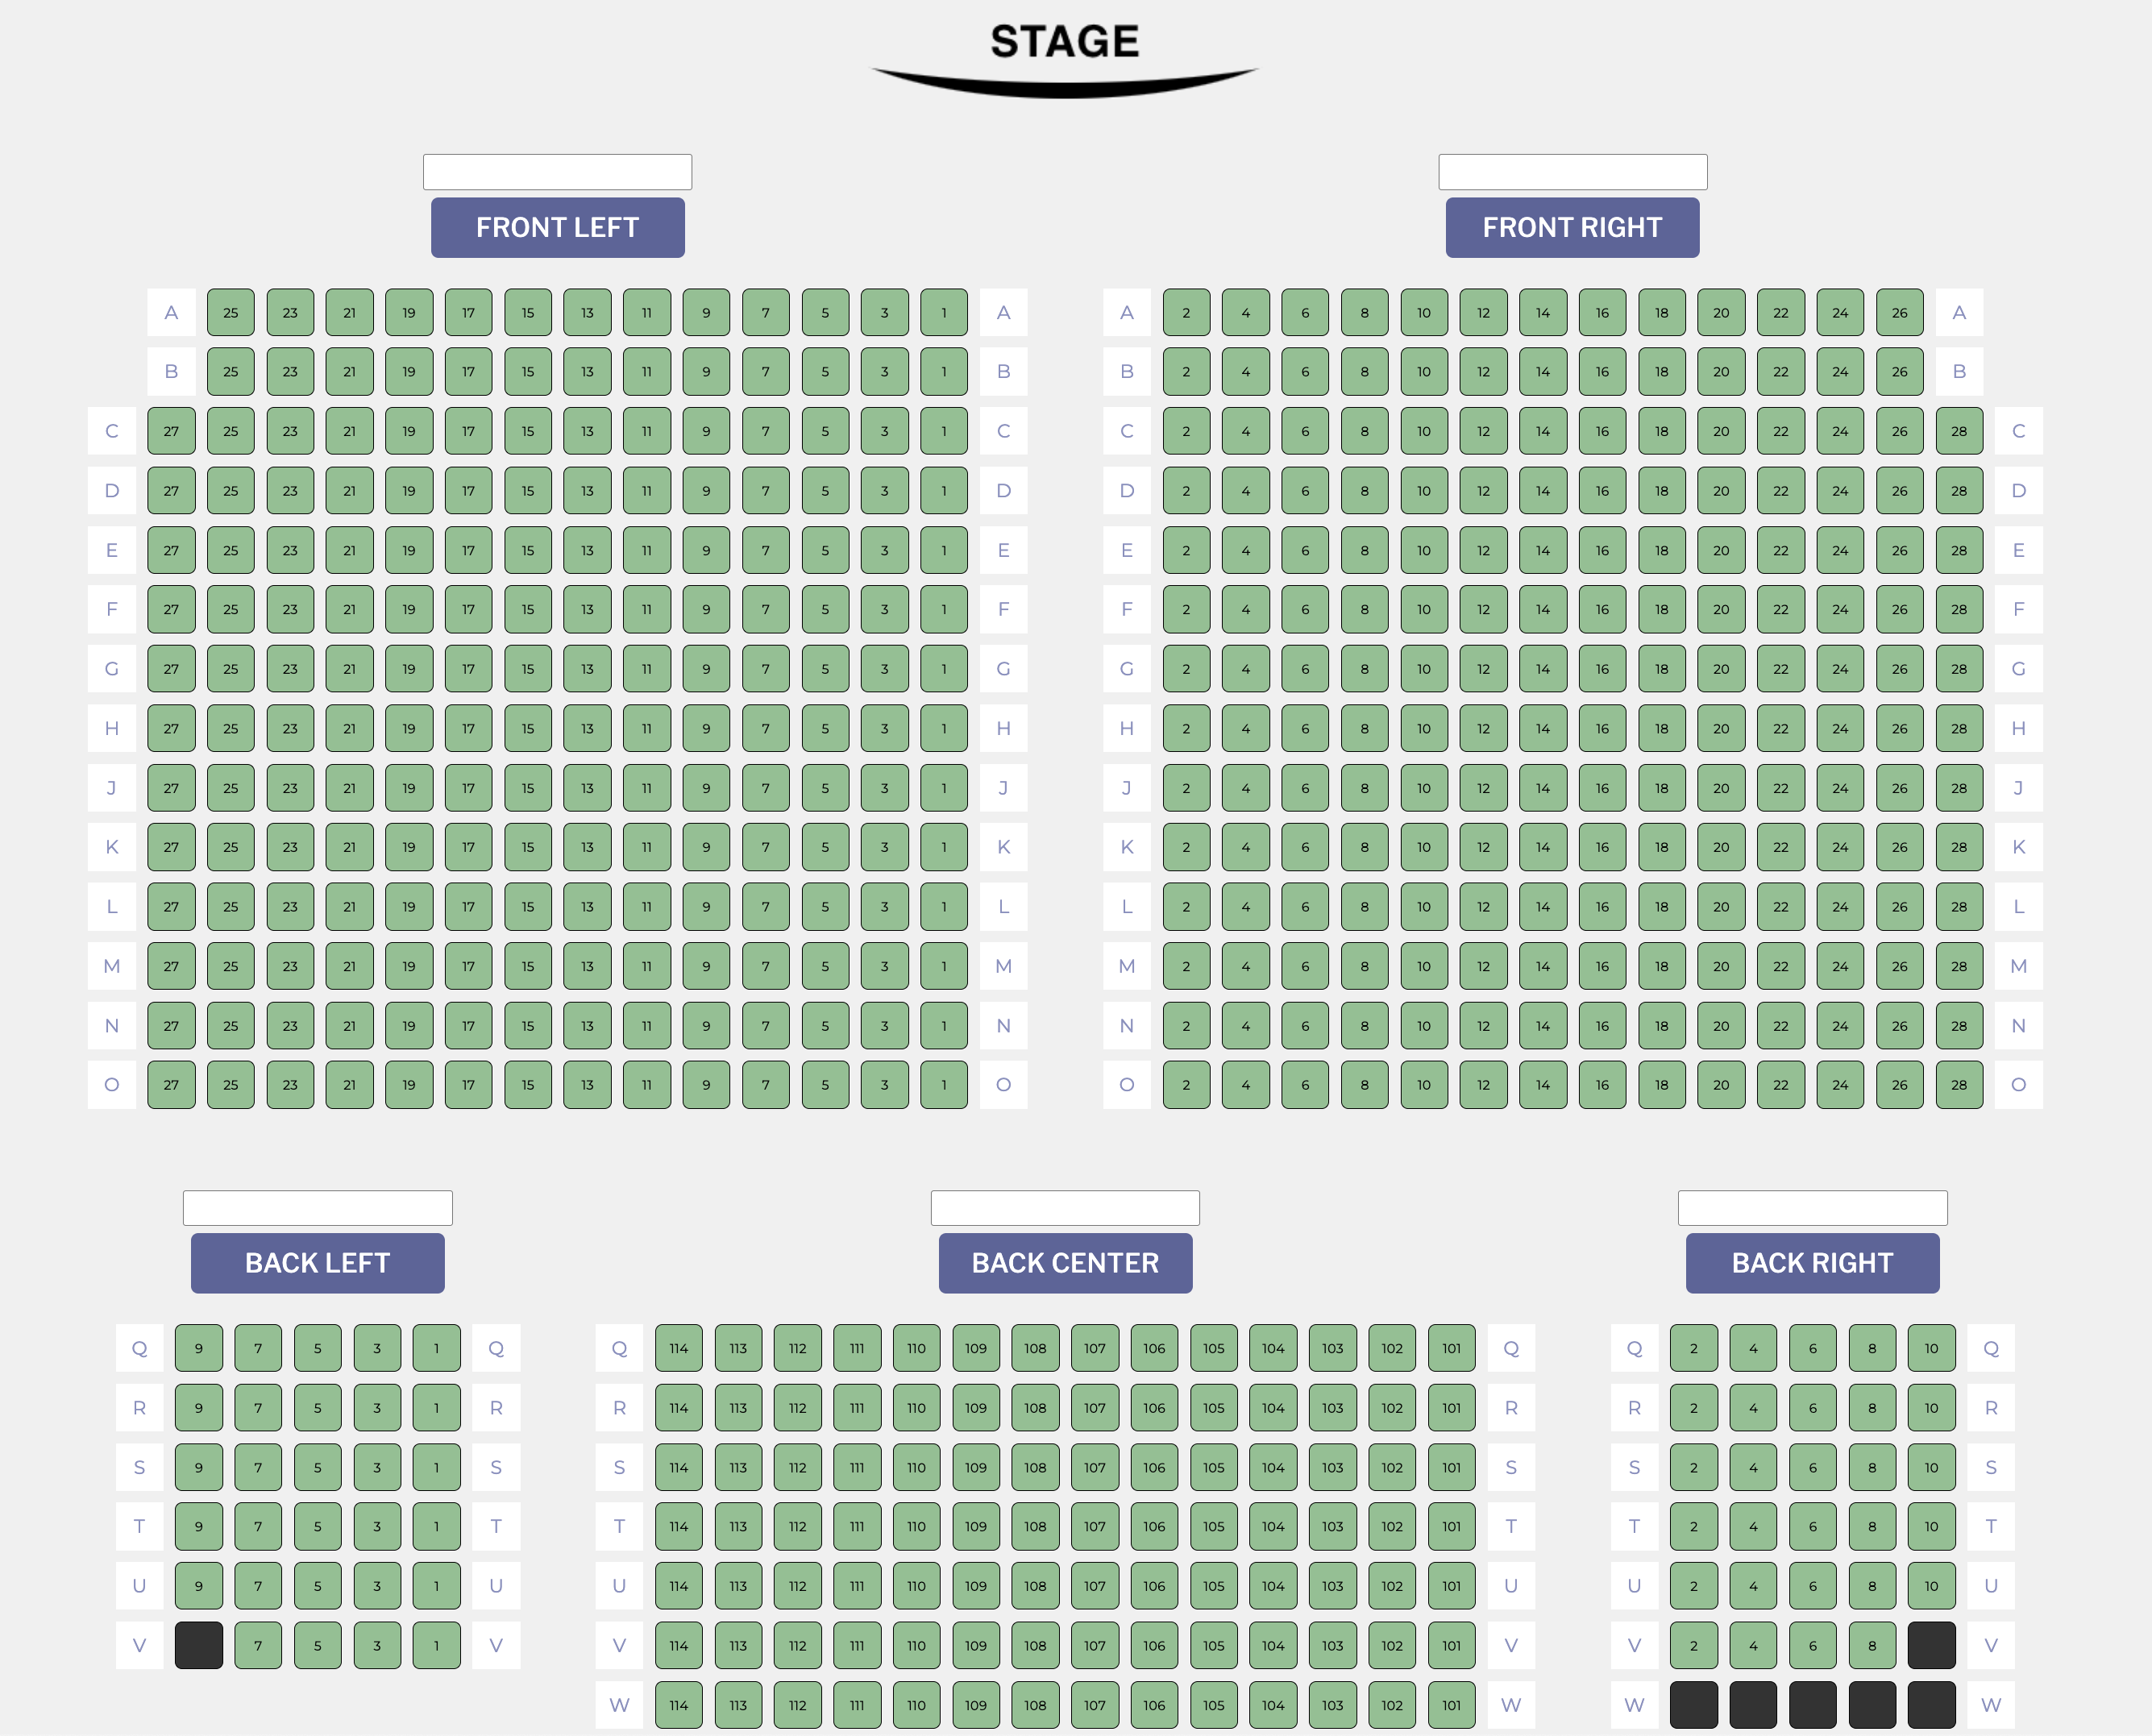 STAGE
FRONT LEFT FRONT RIGHT
A 25 23 21 19 17 15 13 11 9 7 5 3 1 A A 2 4 6 8 10 12 14 16 18 20 22 24 26 A
B 25 23 21 19 17 15 13 11 9 7 5 3 1 B B 2 4 6 8 10 12 14 16 18 20 22 24 26 B
C 27 25 23 21 19 17 15 13 11 9 7 5 3 1 C C 2 4 6 8 10 12 14 16 18 20 22 24 26 28 C
D 27 25 23 21 19 17 15 13 11 9 7 5 3 1 D D 2 4 6 8 10 12 14 16 18 20 22 24 26 28 D
E 27 25 23 21 19 17 15 13 11 9 7 5 3 1 E E 2 4 6 8 10 12 14 16 18 20 22 24 26 28 E
F 27 25 23 21 19 17 15 13 11 9 7 5 3 1 F F 2 4 6 8 10 12 14 16 18 20 22 24 26 28 F
G 27 25 23 21 19 17 15 13 11 9 7 5 3 1 G G 2 4 6 8 10 12 14 16 18 20 22 24 26 28 G
H 27 25 23 21 19 17 15 13 11 9 7 5 3 1 H H 2 4 6 8 10 12 14 16 18 20 22 24 26 28 H
J 27 25 23 21 19 17 15 13 11 9 7 5 3 1 J J 2 4 6 8 10 12 14 16 18 20 22 24 26 28 J
K 27 25 23 21 19 17 15 13 11 9 7 5 3 1 K K 2 4 6 8 10 12 14 16 18 20 22 24 26 28 K
L 27 25 23 21 19 17 15 13 11 9 7 5 3 1 L L 2 4 6 8 10 12 14 16 18 20 22 24 26 28 L
M 27 25 23 21 19 17 15 13 11 9 7 5 3 1 M M 2 4 6 8 10 12 14 16 18 20 22 24 26 28 M
N 27 25 23 21 19 17 15 13 11 9 7 5 3 1 N N 2 4 6 8 10 12 14 16 18 20 22 24 26 28 N
O 27 25 23 21 19 17 15 13 11 9 7 5 3 1 O O 2 4 6 8 10 12 14 16 18 20 22 24 26 28 O
BACK LEFT BACK CENTER BACK RIGHT
Q 9 7 5 3 1 Q Q 114 113 112 111 110 109 108 107 106 105 104 103 102 101 Q Q 2 4 6 8 10 Q
R 9 7 5 3 1 R R 114 113 112 111 110 109 108 107 106 105 104 103 102 101 R R 2 4 6 8 10 R
S 9 7 5 3 1 S S 114 113 112 111 110 109 108 107 106 105 104 103 102 101 S S 2 4 6 8 10 S
T 9 7 5 3 1 T T 114 113 112 111 110 109 108 107 106 105 104 103 102 101 T T 2 4 6 8 10 T
U 9 7 5 3 1 U U 114 113 112 111 110 109 108 107 106 105 104 103 102 101 U U 2 4 6 8 10 U
V 7 5 3 1 V V 114 113 112 111 110 109 108 107 106 105 104 103 102 101 V V 2 4 6 8 V
W 114 113 112 111 110 109 108 107 106 105 104 103 102 101 W W W